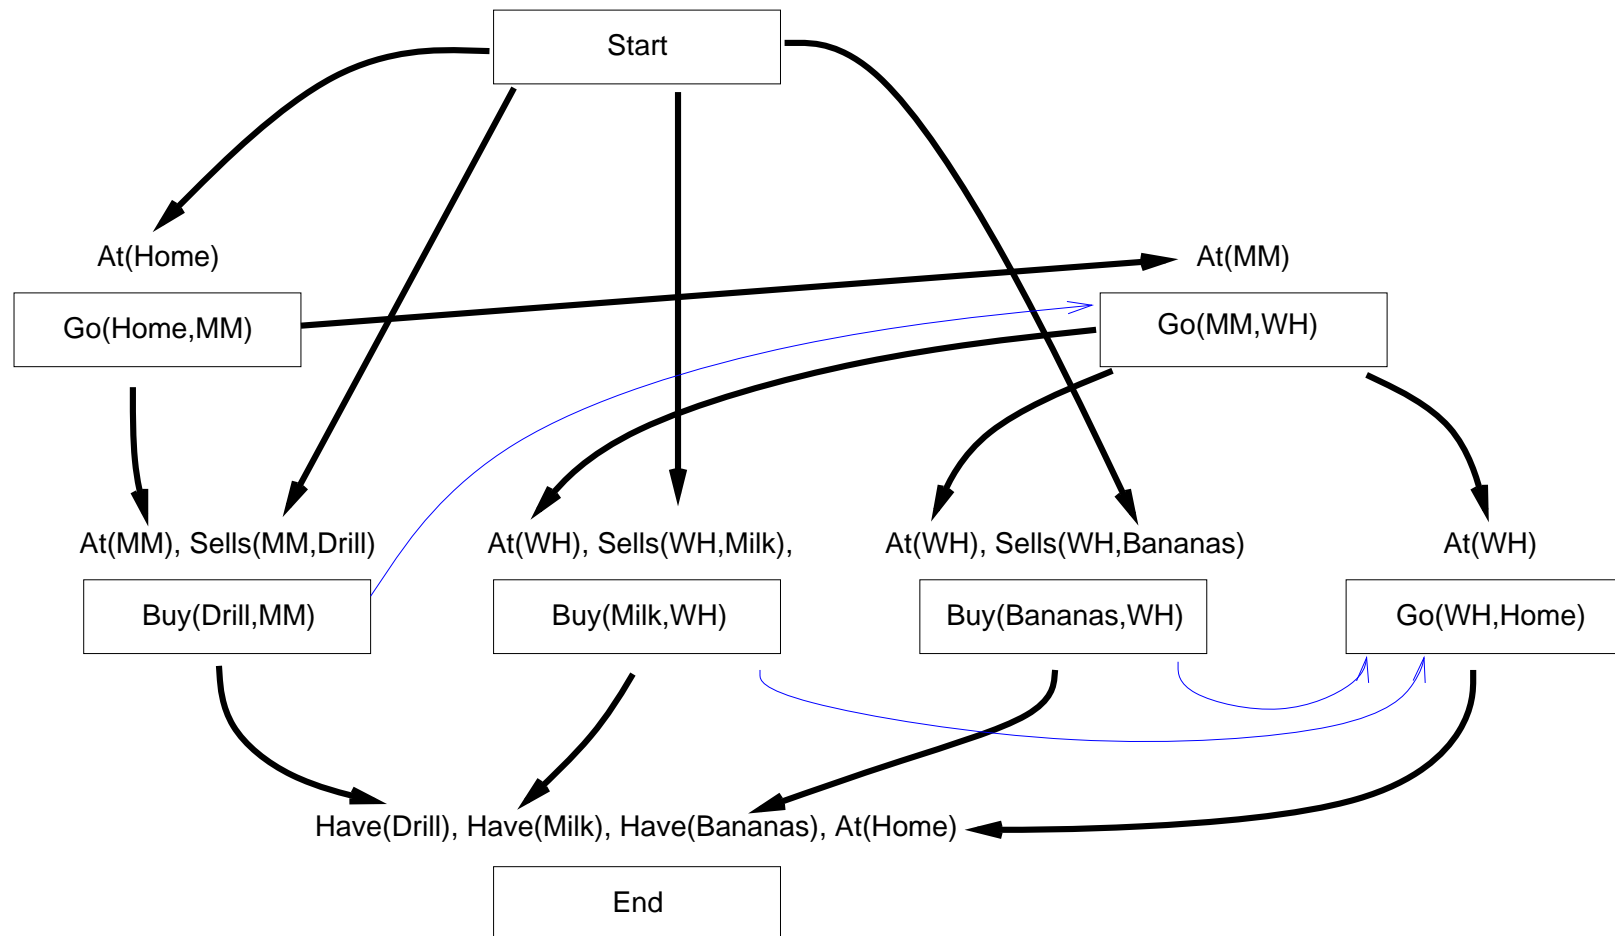 Start
At(Home)
At(MM)
Go(Home,MM)
Go(MM,WH)
At(MM), Sells(MM,Drill)
At(WH), Sells(WH,Milk),
At(WH), Sells(WH,Bananas)
At(WH)
Buy(Drill,MM)
Buy(Milk,WH)
Buy(Bananas,WH)
Go(WH,Home)
Have(Drill), Have(Milk), Have(Bananas), At(Home)
End